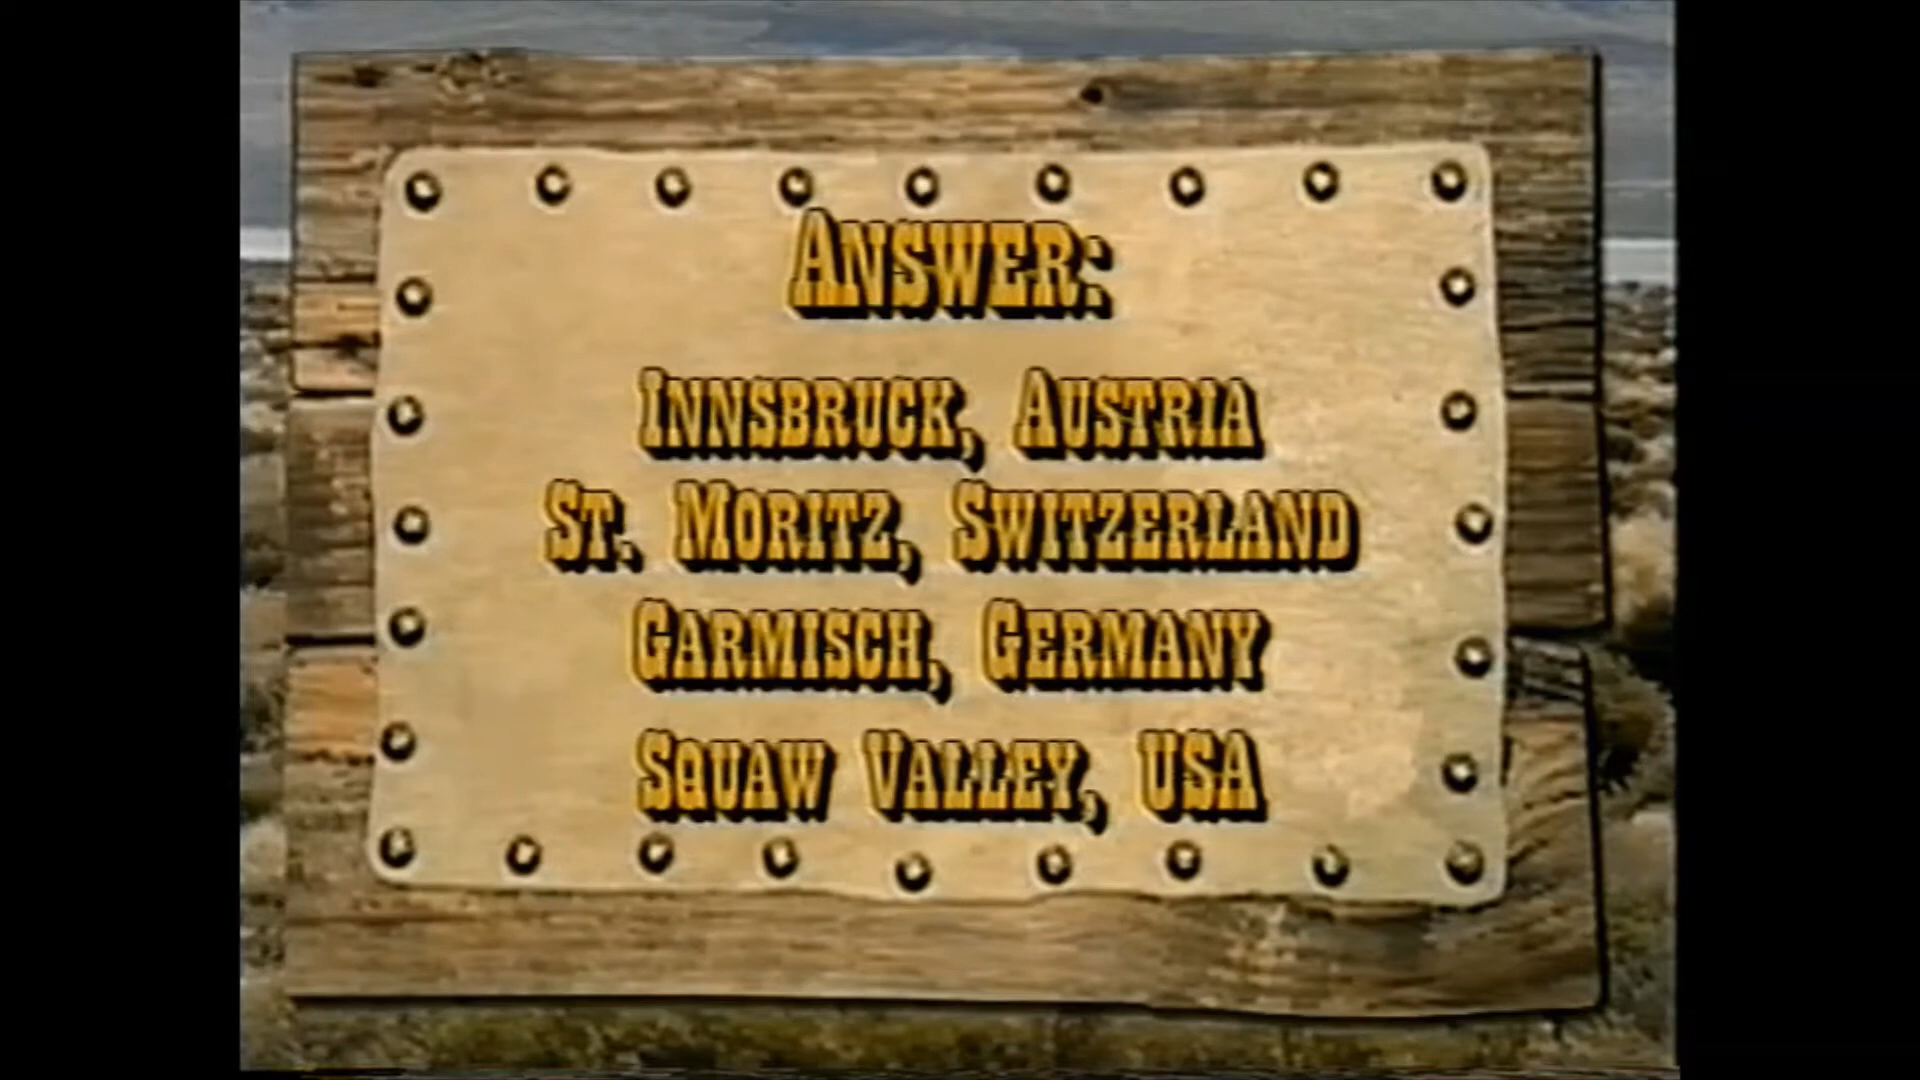 ANSWER:
INNSBRUCK, AUSTRIA
ST. MORITZ, SWITZERLAND
GARMISCH, GERMANY
SQUAW VALLEY, USA